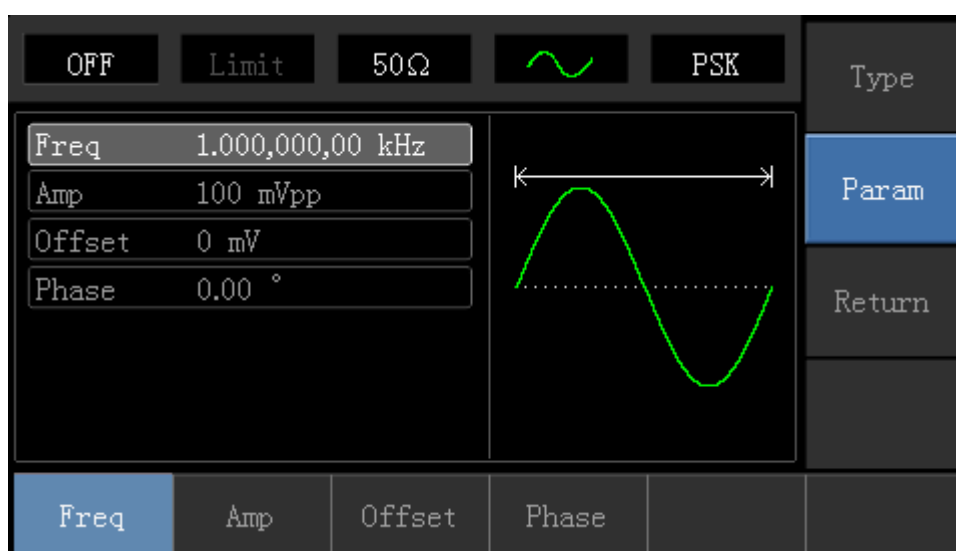 OFF Limit 50Ω PSK
Type
Freq 1.000,000,00 kHz
Amp 100 mVpp
Offset 0 mV
Phase 0.00 °
Param
Return
Freq Amp Offset Phase